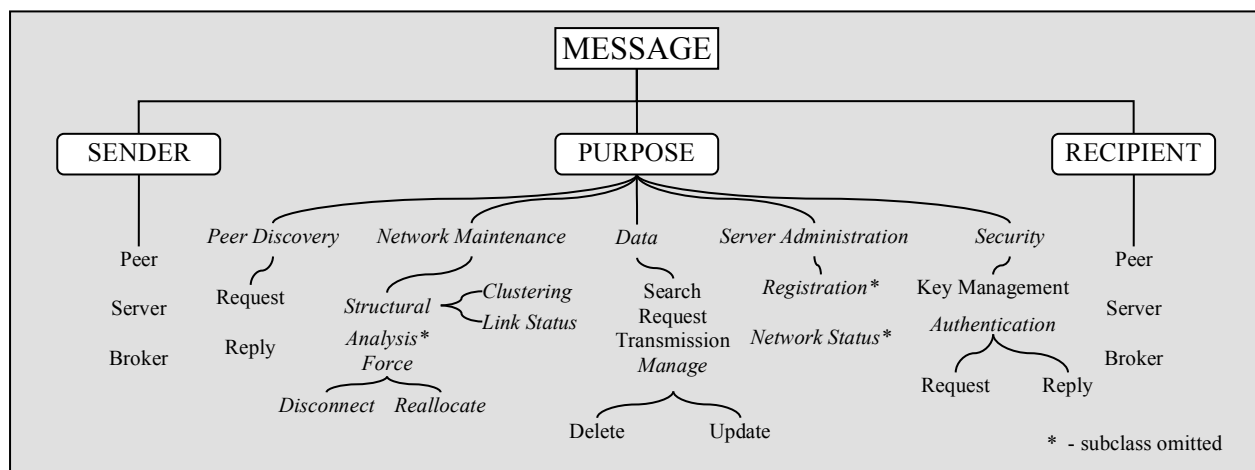 MESSAGE
SENDER
PURPOSE
RECIPIENT
Peer Discovery
Network Maintenance
Data
Server Administration
Security
Peer
Server
Broker
Request
Reply
Structural
Clustering
Link Status
Analysis*
Force
Disconnect
Reallocate
Search
Request
Transmission
Manage
Delete
Update
Registration*
Network Status*
Key Management
Authentication
Request
Reply
Peer
Server
Broker
* - subclass omitted